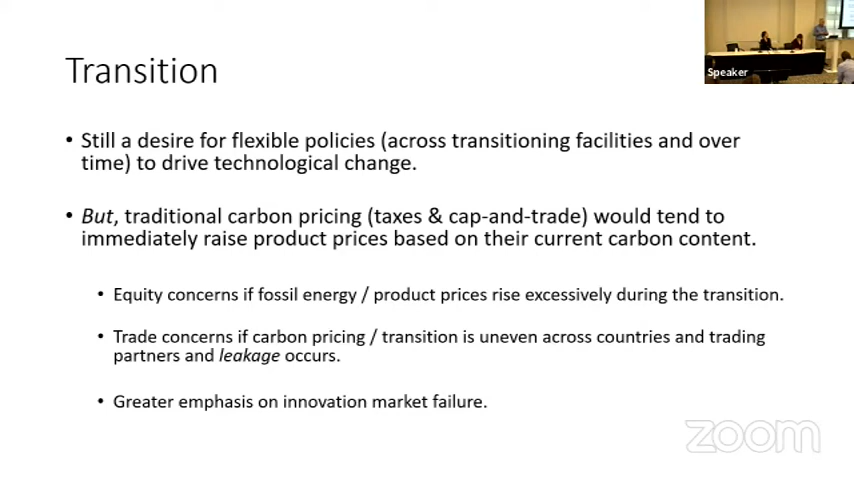 Transition
Speaker
• Still a desire for flexible policies (across transitioning facilities and over
time) to drive technological change.
• But, traditional carbon pricing (taxes & cap-and-trade) would tend to
immediately raise product prices based on their current carbon content.
• Equity concerns if fossil energy / product prices rise excessively during the transition.
• Trade concerns if carbon pricing / transition is uneven across countries and trading
partners and leakage occurs.
• Greater emphasis on innovation market failure.
zoom